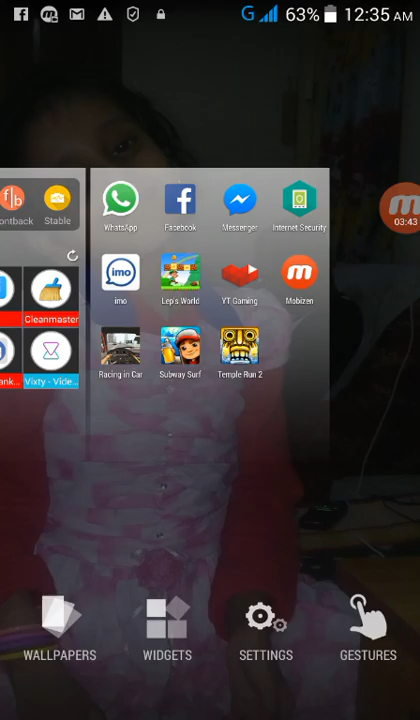 G 63% 12:35 AM
ontback Stable
WhatsApp Facebook Messenger Internet Security
03:43
imo
imo Lep's World YT Gaming Mobizen
Cleanmaster
Racing in Car Subway Surf Temple Run 2
ank... Vixty - Vide...
WALLPAPERS WIDGETS SETTINGS GESTURES